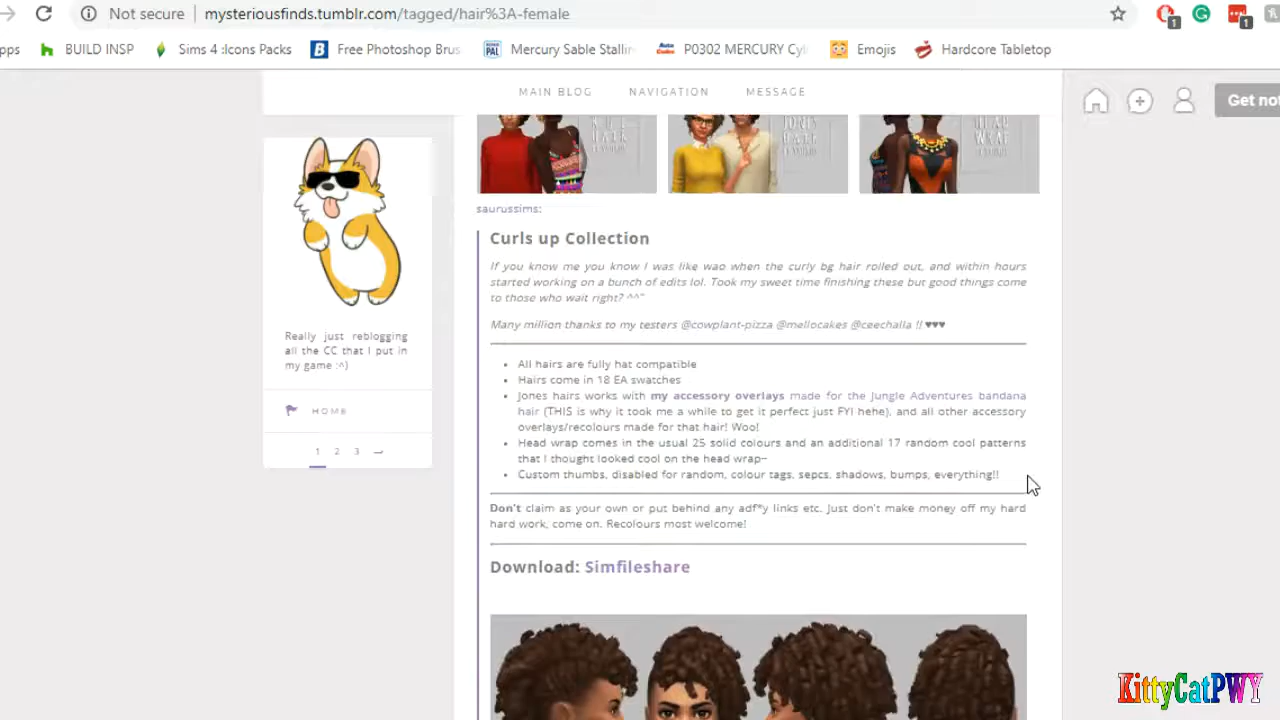 Not secure mysteriousfinds.tumblr.com/tagged/hair%3A-female
1 1
pps BUILD INSP Sims 4 :Icons Packs Free Photoshop Brus Mercury Sable Stallin P0302 MERCURY Cyl Emojis Hardcore Tabletop
MAIN BLOG NAVIGATION MESSAGE
Get not
HAIR JONES HAIR WRAP
saurussims:
Curls up Collection
If you know me you know I was like wao when the curly bg hair rolled out, and within hours
started working on a bunch of edits lol. Took my sweet time finishing these but good things come
to those who wait right? ^^"
Many million thanks to my testers @cowplant-pizza @mellocakes @ceechalla !! ♥♥♥
Really just reblogging
all the CC that I put in
my game :^)
HOME
1 2 3
All hairs are fully hat compatible
Hairs come in 18 EA swatches
Jones hairs works with my accessory overlays made for the Jungle Adventures bandana
hair (THIS is why it took me a while to get it perfect just FYI hehe), and all other accessory
overlays/recolours made for that hair! Woo!
Head wrap comes in the usual 25 solid colours and an additional 17 random cool patterns
that I thought looked cool on the head wrap~
Custom thumbs, disabled for random, colour tags, sepcs, shadows, bumps, everything!!
Don't claim as your own or put behind any adf*y links etc. Just don't make money off my hard
hard work, come on. Recolours most welcome!
Download: Simfileshare
KittyCatPWY